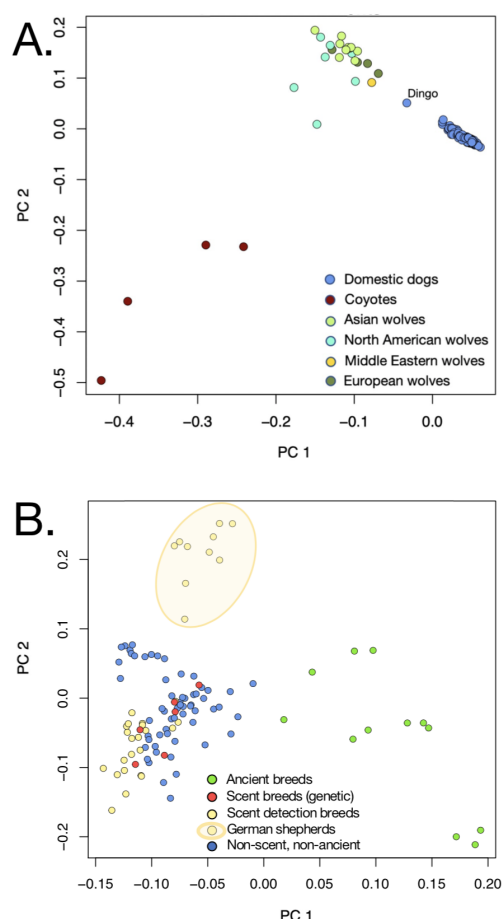 A.
0.2
0.1
0.0
−0.1
−0.2
−0.3
−0.4
−0.5
PC 2
Dingo
Domestic dogs
Coyotes
Asian wolves
North American wolves
Middle Eastern wolves
European wolves
−0.4 −0.3 −0.2 −0.1 0.0
PC 1
B.
0.2
0.1
0.0
−0.1
−0.2
PC 2
Ancient breeds
Scent breeds (genetic)
Scent detection breeds
German shepherds
Non-scent, non-ancient
−0.15 −0.10 −0.05 0.00 0.05 0.10 0.15 0.20
PC 1